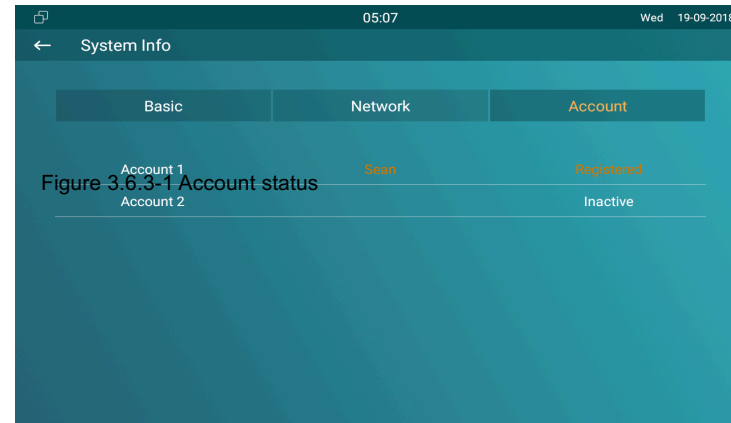 05:07 Wed 19-09-2018
System Info
Basic Network Account
Account 1 Sean Registered
Figure 3.6.3-1 Account status
Account 2 Inactive